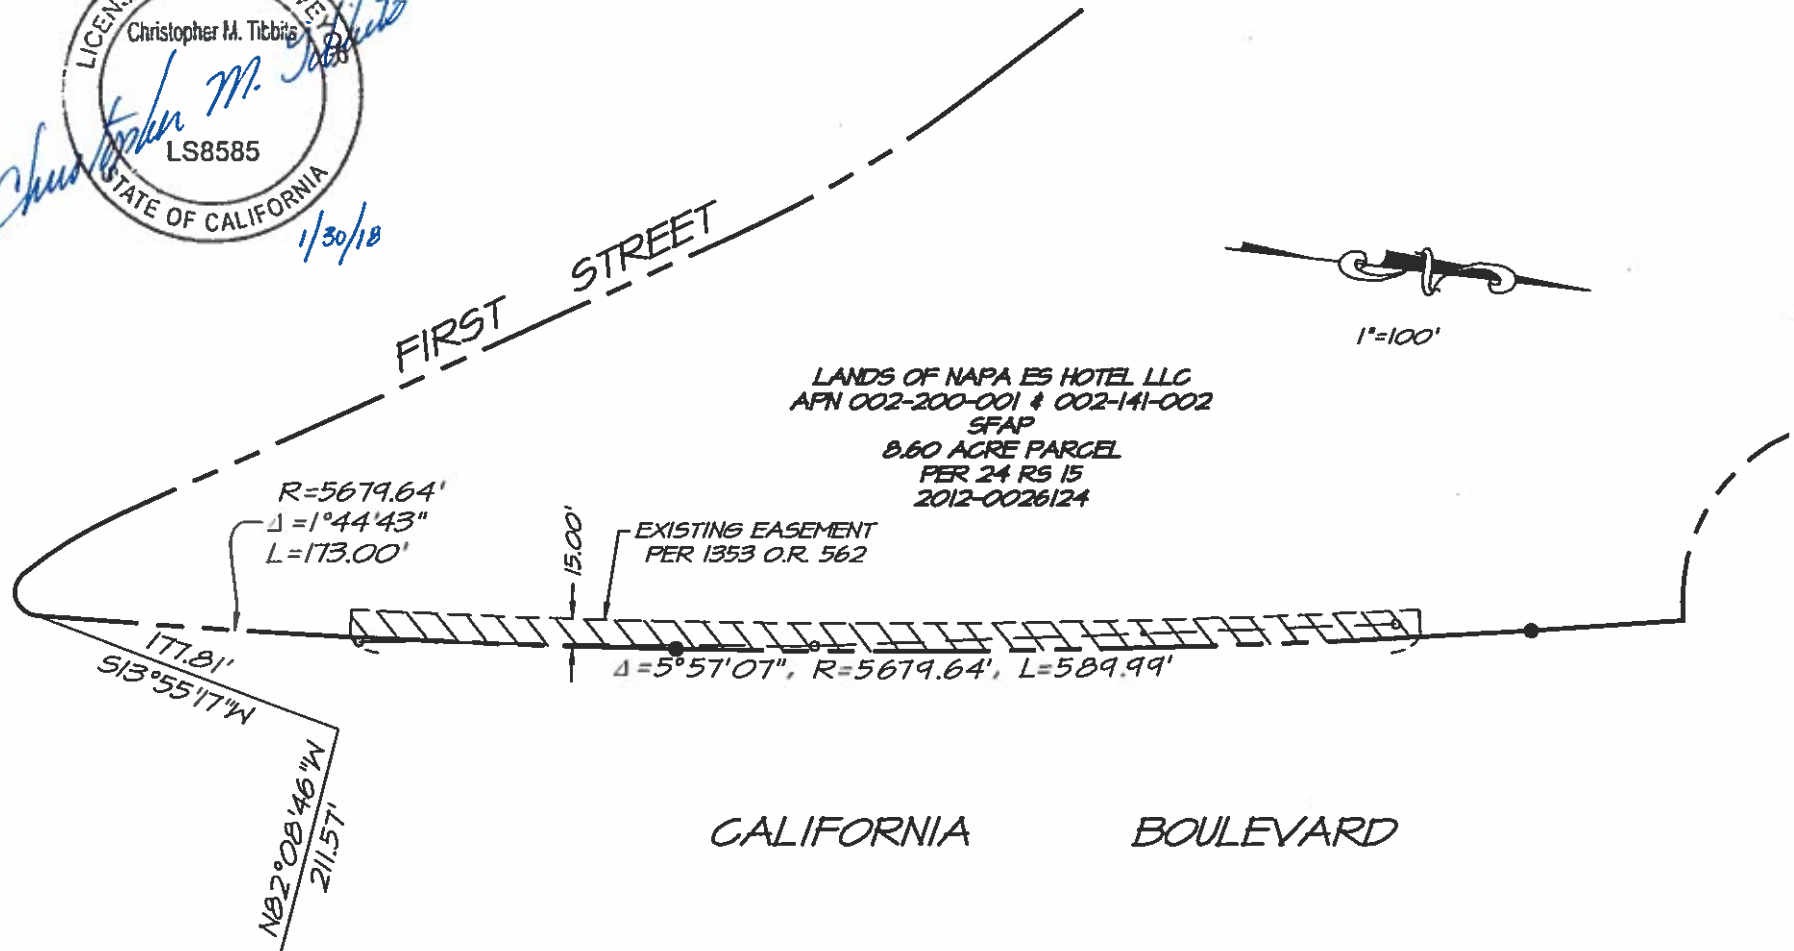 Christopher M. Tibbits
Christopher M. Tibbits
LS8585
STATE OF CALIFORNIA
1/30/18
FIRST STREET
1"=100'
LANDS OF NAPA ES HOTEL LLC
APN 002-200-001 & 002-141-002
SFAP
8.60 ACRE PARCEL
PER 24 RS 15
2012-0026124
R=5679.64'
Δ=1°44'43"
L=173.00'
15.00'
EXISTING EASEMENT
PER 1353 O.R. 562
177.81'
S13°55'17"W
Δ=5°57'07", R=5679.64', L=589.99'
N82°08'46"W
211.57'
CALIFORNIA BOULEVARD